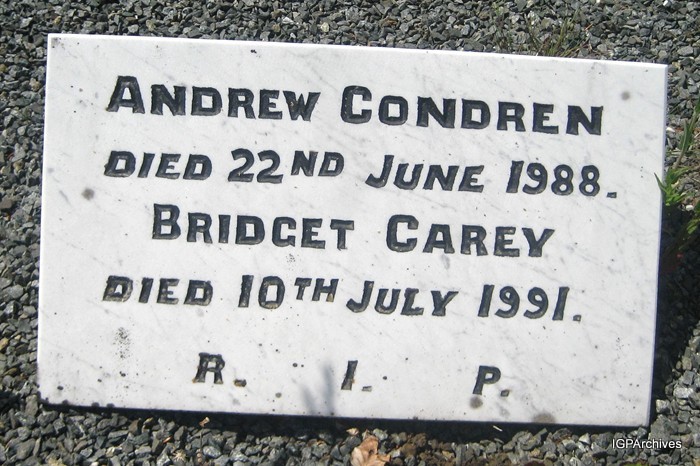 ANDREW CONDREN
DIED 22ND JUNE 1988.
BRIDGET CAREY
DIED 10TH JULY 1991.
R. I. P.
IGPArchives